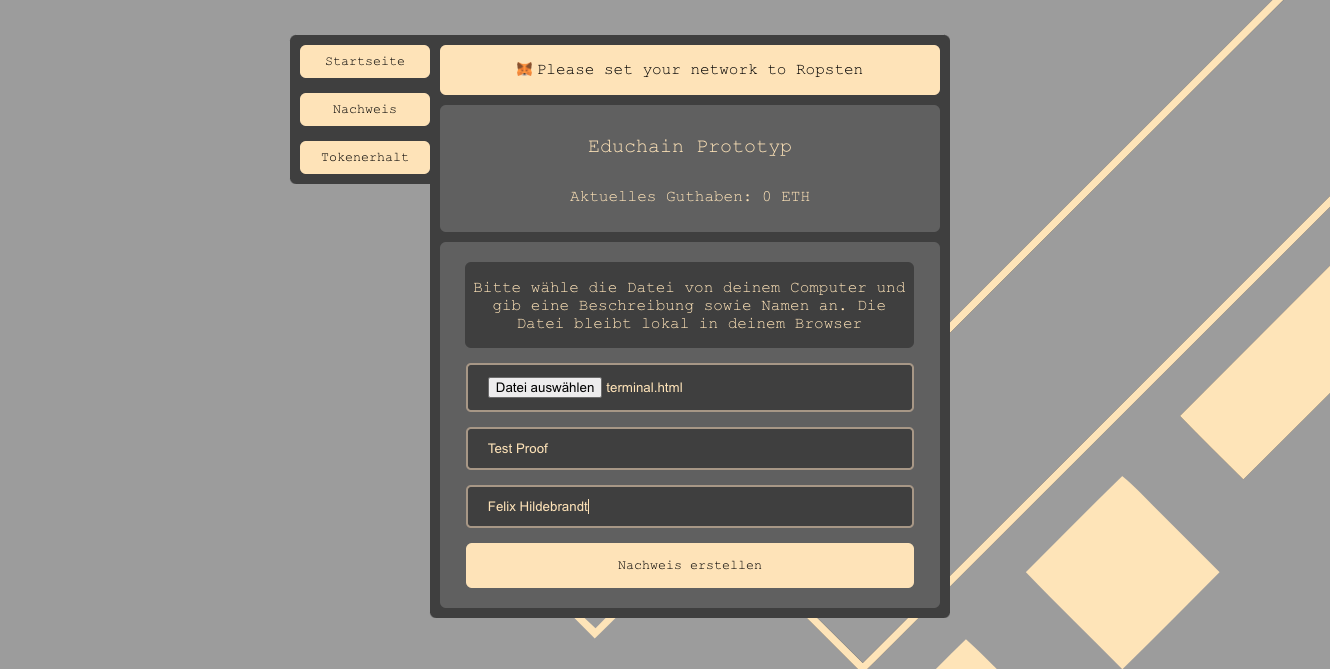 Startseite
Nachweis
Tokenerhalt
Please set your network to Ropsten
Educhain Prototyp
Aktuelles Guthaben: 0 ETH
Bitte wähle die Datei von deinem Computer und
gib eine Beschreibung sowie Namen an. Die
Datei bleibt lokal in deinem Browser
Datei auswählen terminal.html
Test Proof
Felix Hildebrandt
Nachweis erstellen